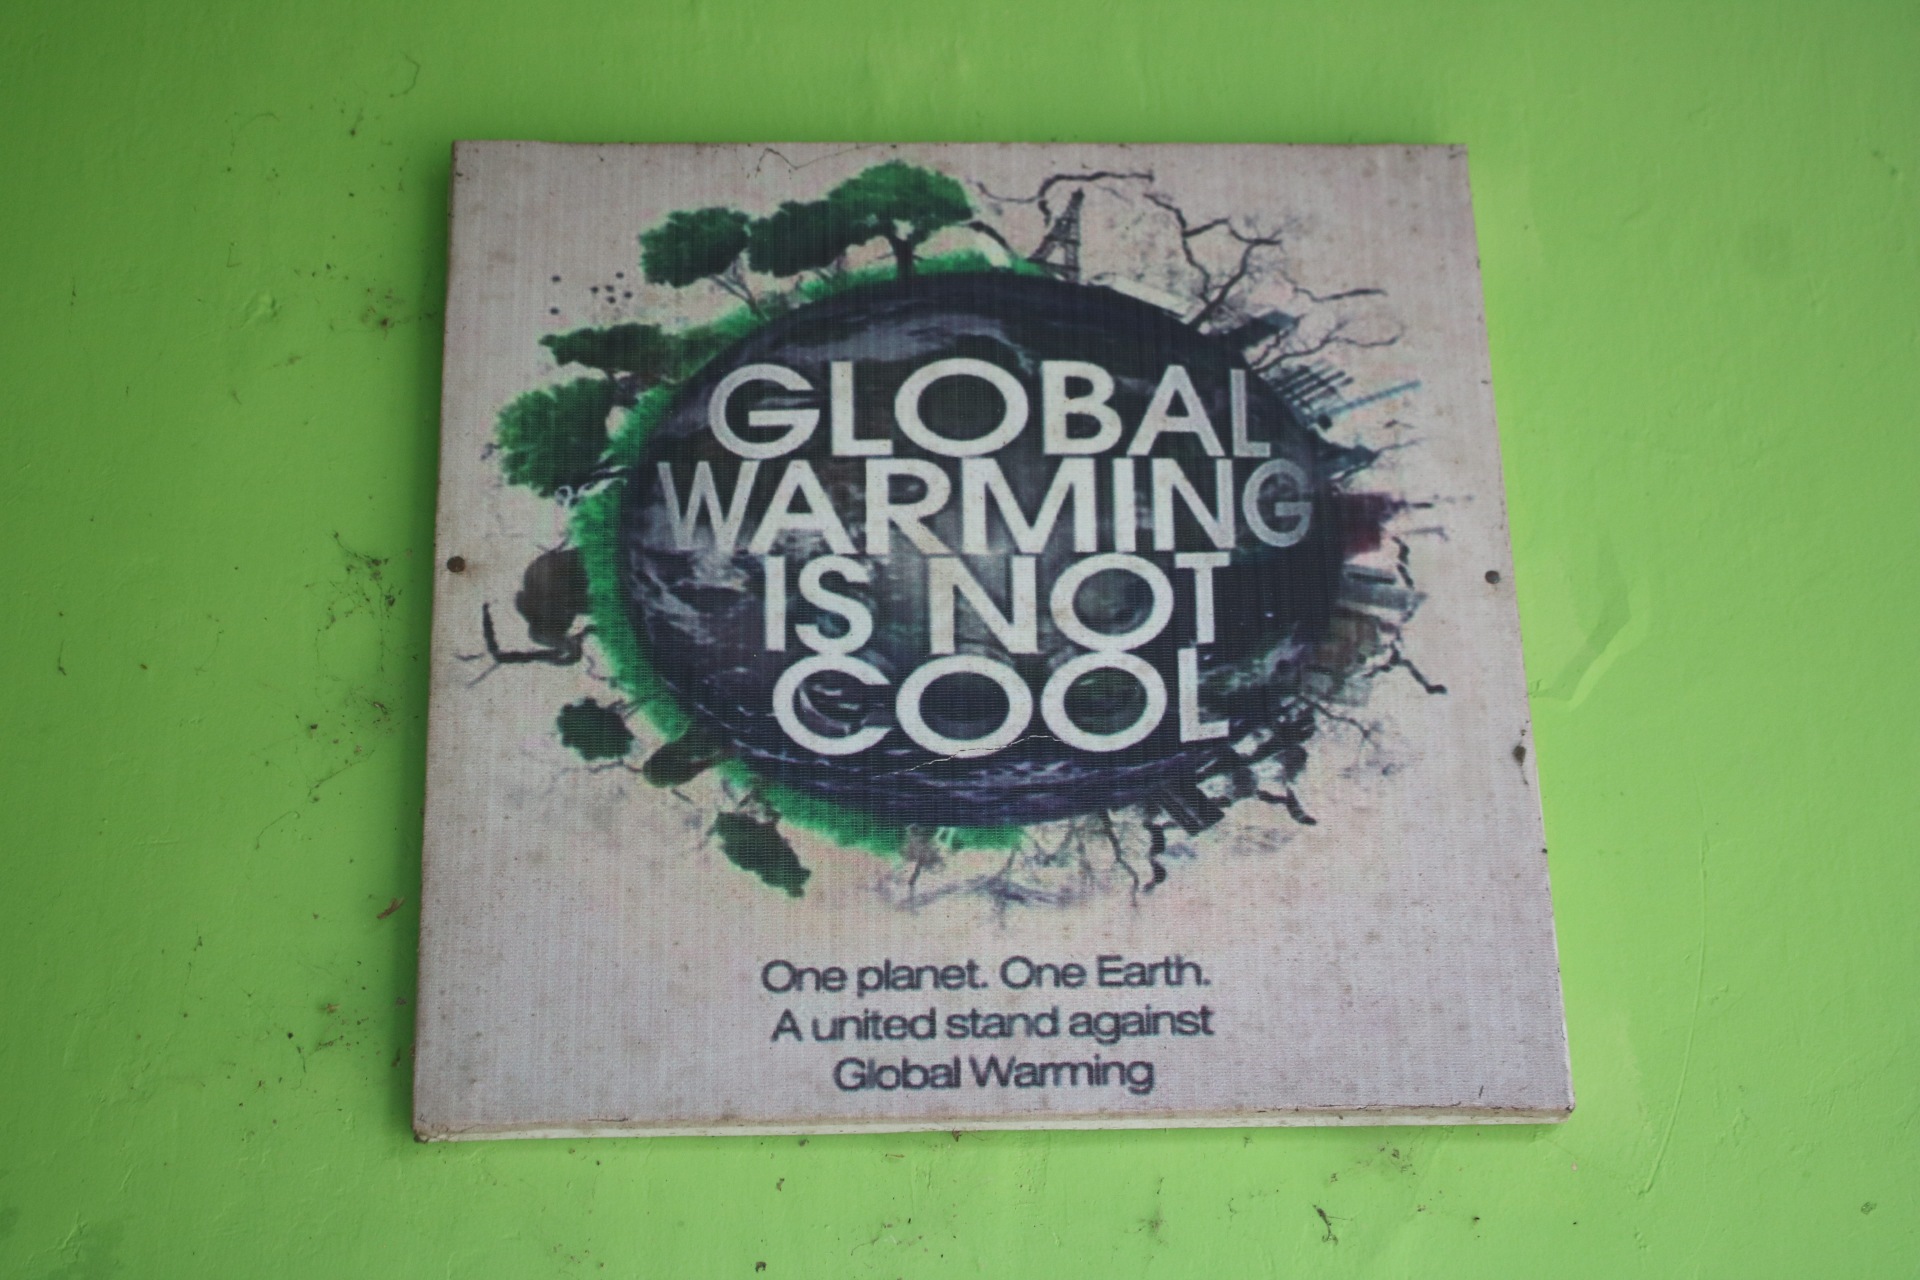 GLOBAL
WARMING
IS NOT
COOL
One planet. One Earth.
A united stand against
Global Warming